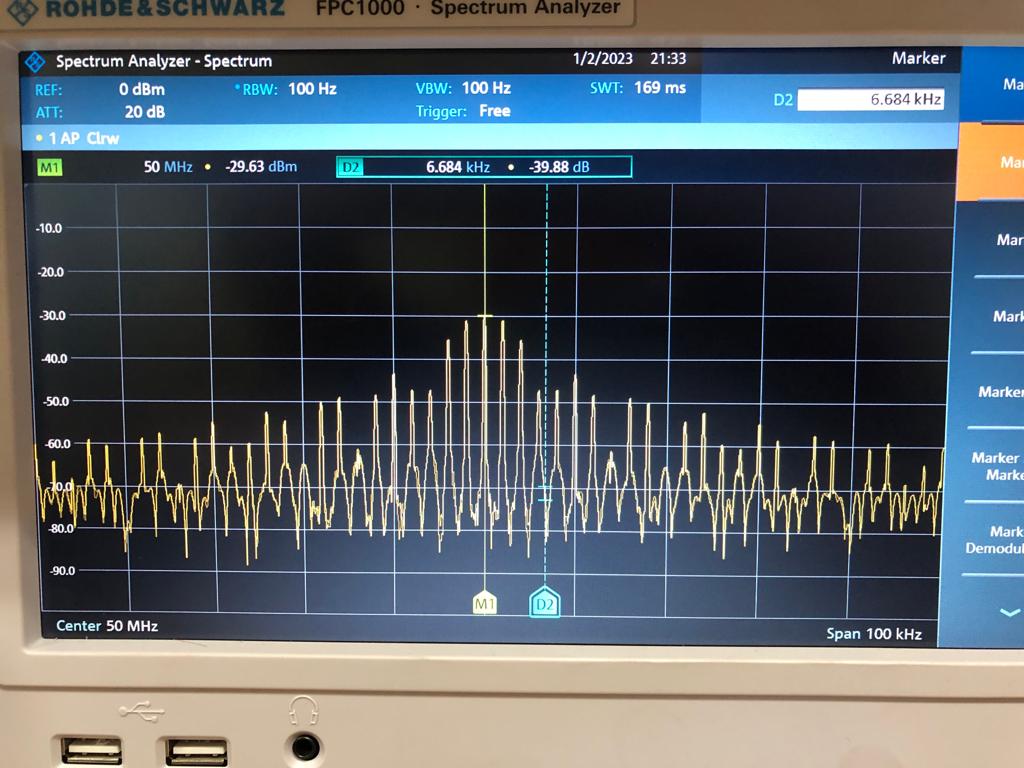 ROHDE & SCHWARZ FPC1000 · Spectrum Analyzer
Spectrum Analyzer - Spectrum 1/2/2023 21:33 Marker
REF: 0 dBm • RBW: 100 Hz VBW: 100 Hz SWT: 169 ms
ATT: 20 dB Trigger: Free
D2 6.684 kHz
• 1 AP Clrw
M1 50 MHz • -29.63 dBm D2 6.684 kHz • -39.88 dB
-10.0
-20.0
-30.0
-40.0
-50.0
-60.0
-70.0
-80.0
-90.0
M1 D2
Center 50 MHz Span 100 kHz
Ma
Ma
Mar
Mark
Marker
Marker
Marke
Mark
Demodul